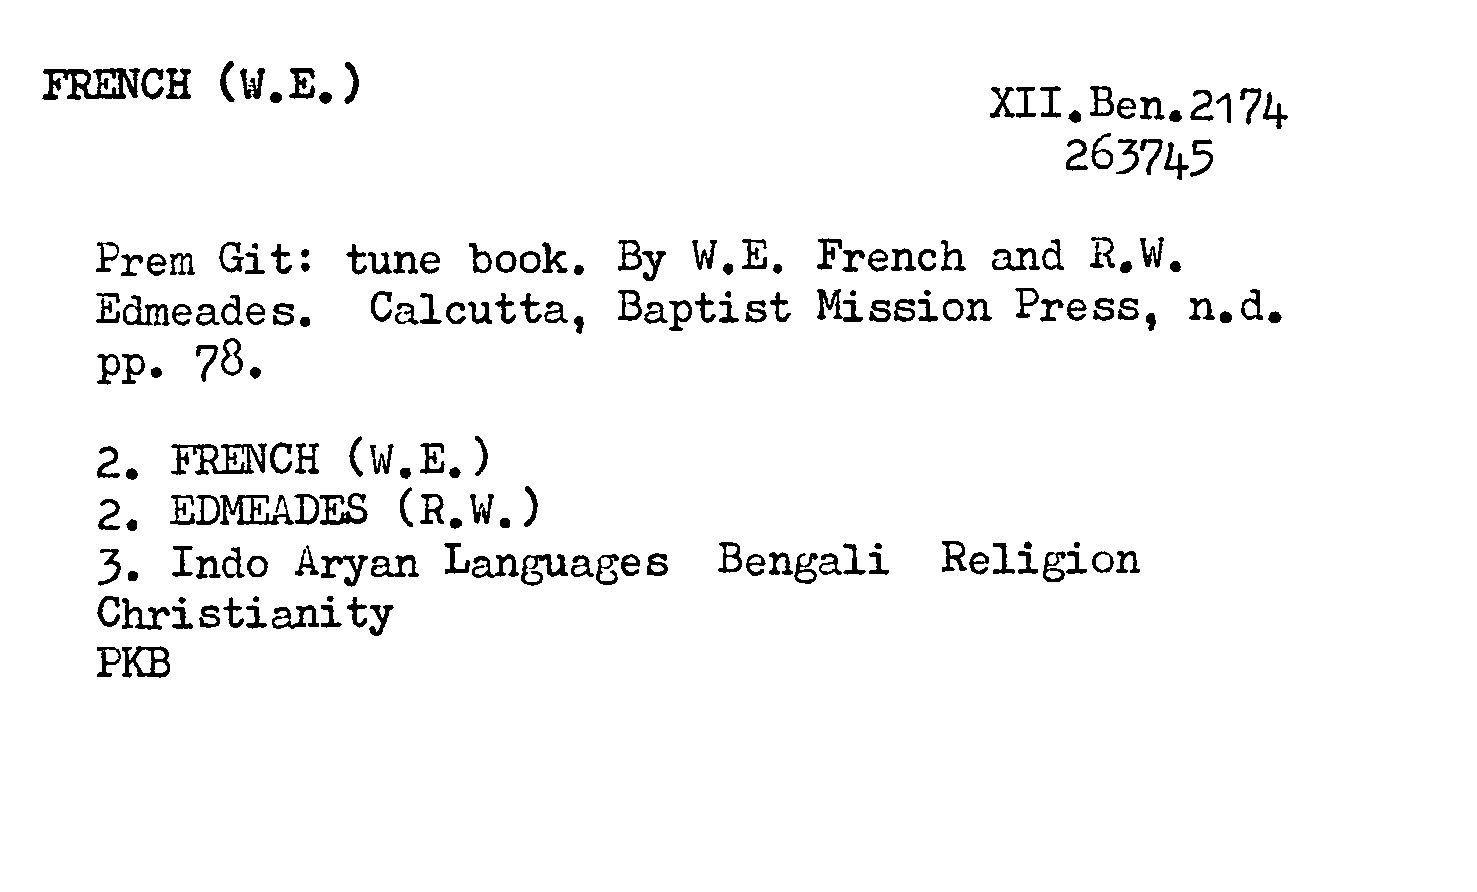 FRENCH (W.E.)
XII.Ben.2174
263745
Prem Git: tune book. By W.E. French and R.W.
Edmeades. Calcutta, Baptist Mission Press, n.d.
pp. 78.
2. FRENCH (W.E.)
2. EDMEADES (R.W.)
3. Indo Aryan Languages Bengali Religion
Christianity
PKB